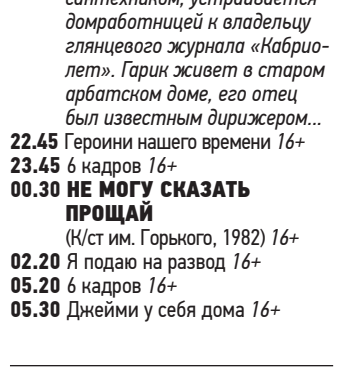 сантехником, устраивается
домработницей к владельцу
глянцевого журнала «Кабрио-
лет». Гарик живет в старом
арбатском доме, его отец
был известным дирижером...
22.45 Героини нашего времени 16+
23.45 6 кадров 16+
00.30 НЕ МОГУ СКАЗАТЬ
ПРОЩАЙ
(К/ст им. Горького, 1982) 16+
02.20 Я подаю на развод 16+
05.20 6 кадров 16+
05.30 Джейми у себя дома 16+